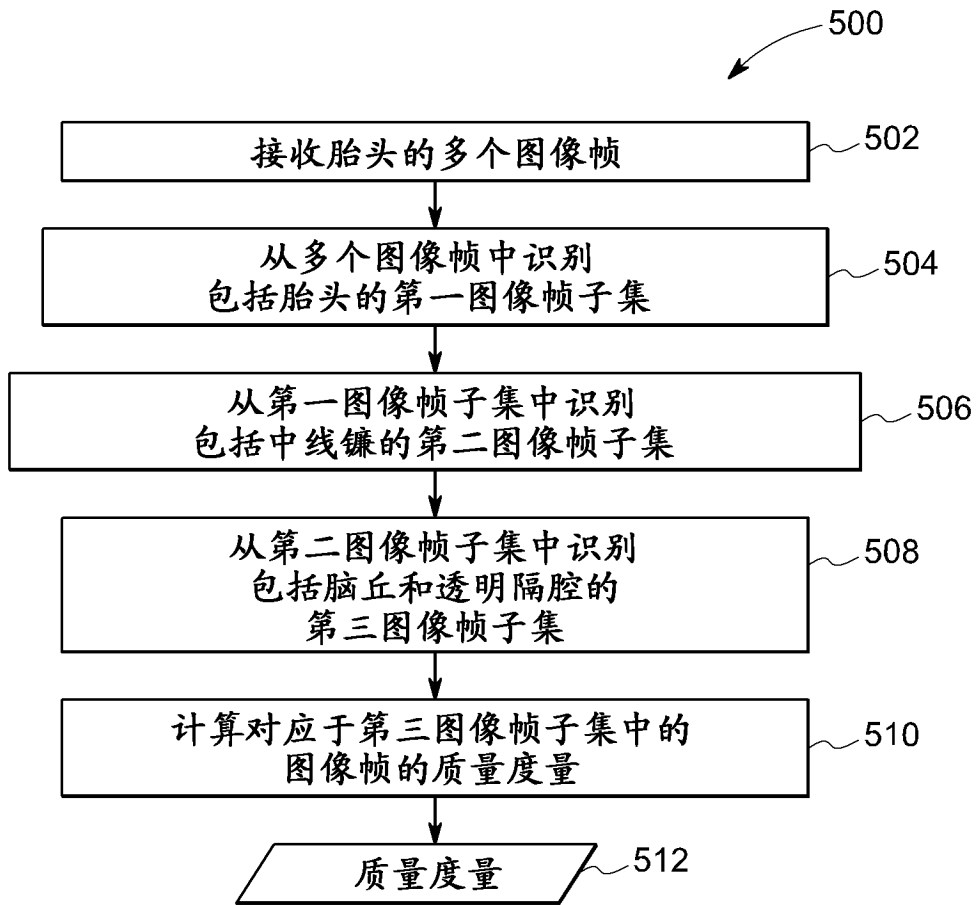 500
接收胎头的多个图像帧
502
从多个图像帧中识别
包括胎头的第一图像帧子集
504
从第一图像帧子集中识别
包括中线镰的第二图像帧子集
506
从第二图像帧子集中识别
包括脑丘和透明隔腔的
第三图像帧子集
508
计算对应于第三图像帧子集中的
图像帧的质量度量
510
质量度量
512